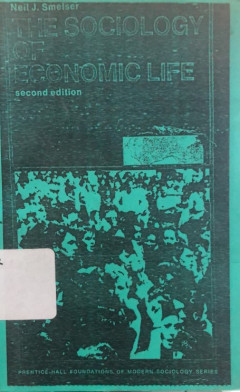 Neil J. Smelser
THE SOCIOLOGY
OF
ECONOMIC LIFE
second edition
PRENTICE-HALL FOUNDATIONS OF MODERN SOCIOLOGY SERIES